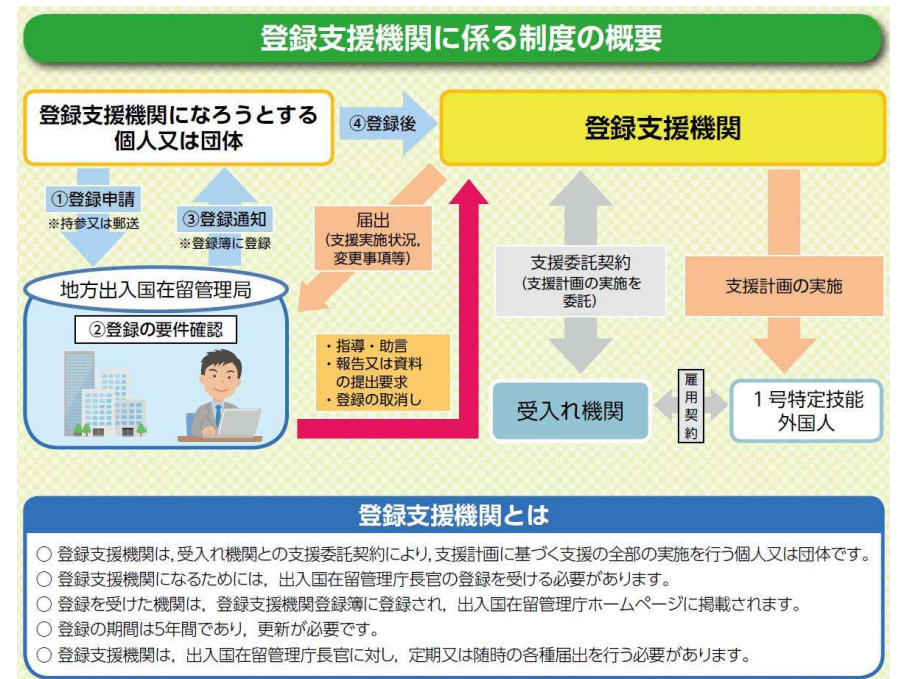 登録支援機関に係る制度の概要
登録支援機関になろうとする
個人又は団体
④登録後
登録支援機関
①登録申請
※持参又は郵送
③登録通知
※登録簿に登録
届出
(支援実施状況,
変更事項等)
支援委託契約
(支援計画の実施を
委託)
支援計画の実施
地方出入国在留管理局
②登録の要件確認
・指導・助言
・報告又は資料
の提出要求
・登録の取消し
受入れ機関
雇用契約
１号特定技能
外国人
登録支援機関とは
○ 登録支援機関は,受入れ機関との支援委託契約により,支援計画に基づく支援の全部の実施を行う個人又は団体です。
○ 登録支援機関になるためには，出入国在留管理庁長官の登録を受ける必要があります。
○ 登録を受けた機関は，登録支援機関登録簿に登録され，出入国在留管理庁ホームページに掲載されます。
○ 登録の期間は5年間であり，更新が必要です。
○ 登録支援機関は，出入国在留管理庁長官に対し，定期又は随時の各種届出を行う必要があります。